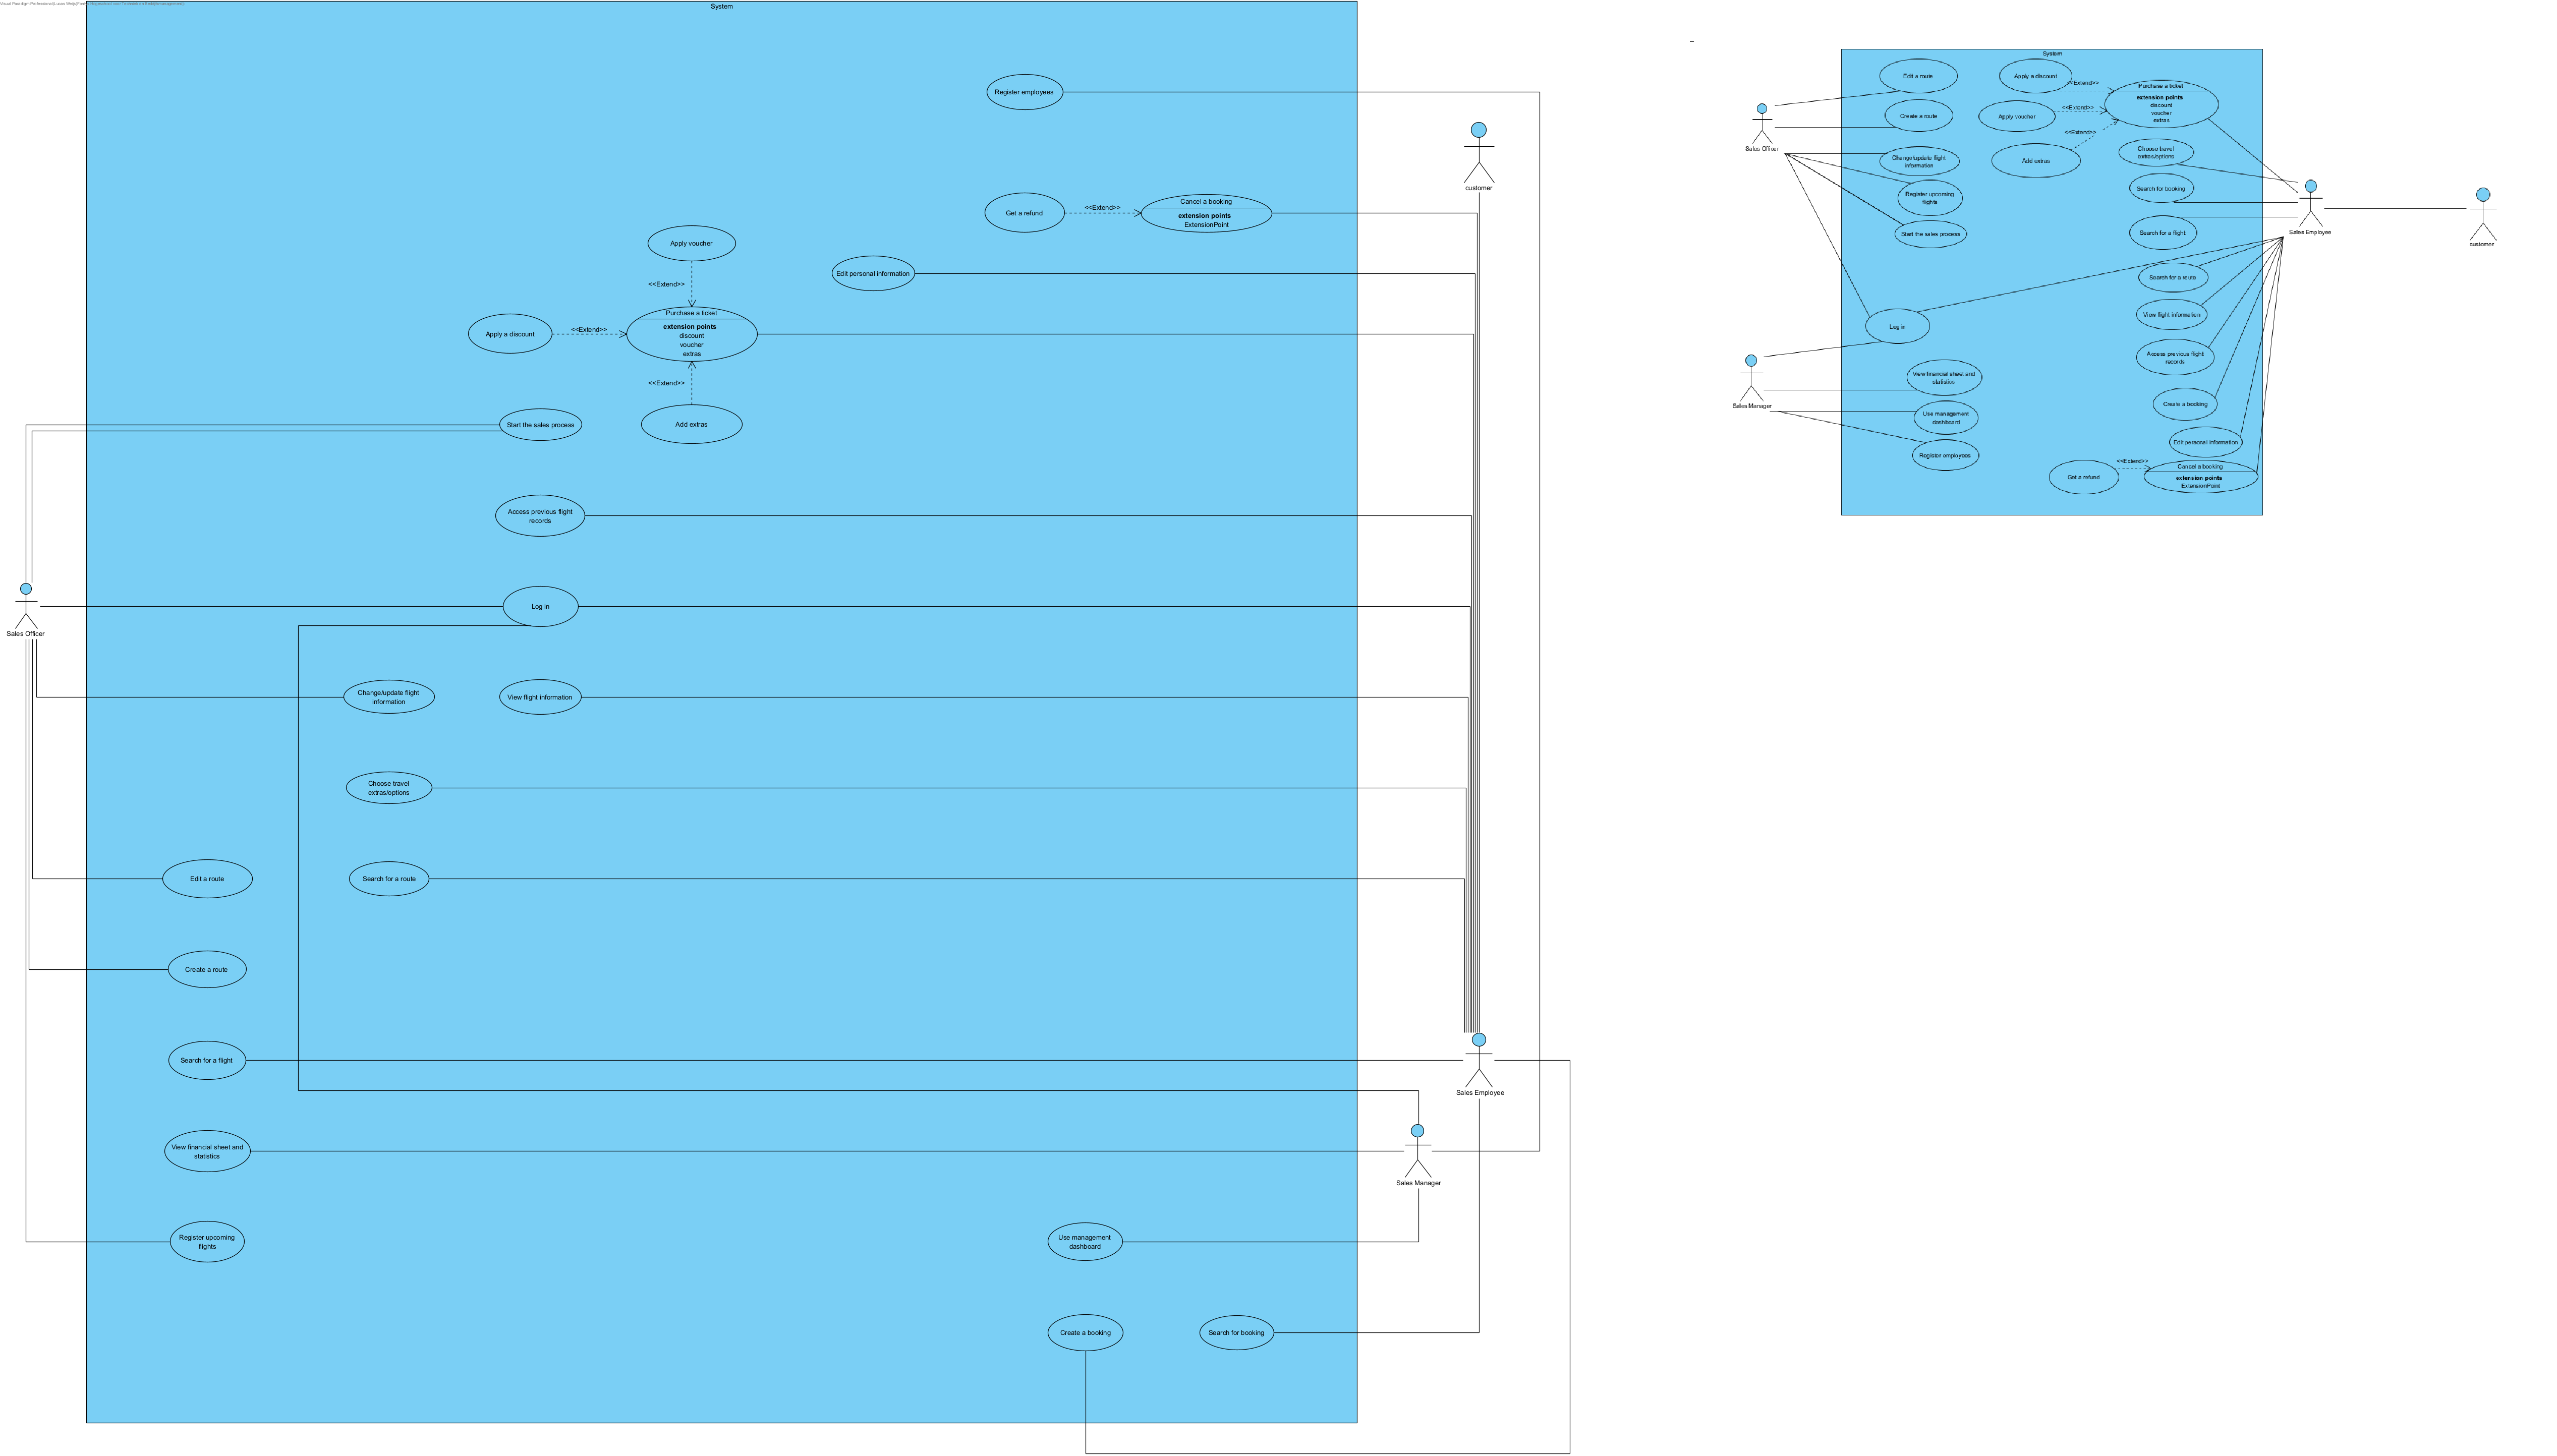 System
Register employees
customer
Get a refund
<<Extend>>
Cancel a booking
extension points
ExtensionPoint
Apply voucher
<<Extend>>
Edit personal information
Purchase a ticket
extension points
discount
voucher
extras
Apply a discount
<<Extend>>
<<Extend>>
Add extras
Start the sales process
Access previous flight
records
Log in
Sales Officer
Change/update flight
information
View flight information
Choose travel
extras/options
Edit a route
Search for a route
Create a route
Search for a flight
Sales Employee
View financial sheet and
statistics
Sales Manager
Register upcoming
flights
Use management
dashboard
Create a booking
Search for booking
System
Edit a route
Apply a discount
<<Extend>>
Purchase a ticket
extension points
discount
voucher
extras
Create a route
Apply voucher
<<Extend>>
<<Extend>>
Sales Officer
Change/update flight
information
Add extras
Choose travel
extras/options
Register upcoming
flights
Search for booking
Start the sales process
Search for a flight
Sales Employee
customer
Search for a route
View flight information
Log in
Access previous flight
records
View financial sheet and
statistics
Sales Manager
Use management
dashboard
Create a booking
Register employees
Edit personal information
Get a refund
<<Extend>>
Cancel a booking
extension points
ExtensionPoint